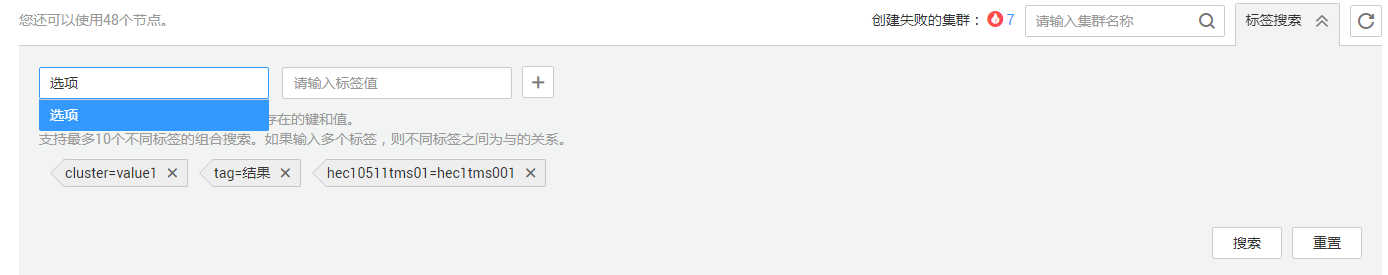 您还可以使用48个节点。
创建失败的集群： 7
请输入集群名称
标签搜索
选项
请输入标签值
选项
存在的键和值。
支持最多10个不同标签的组合搜索。如果输入多个标签，则不同标签之间为与的关系。
cluster=value1
tag=结果
hec10511tms01=hec1tms001
搜索
重置